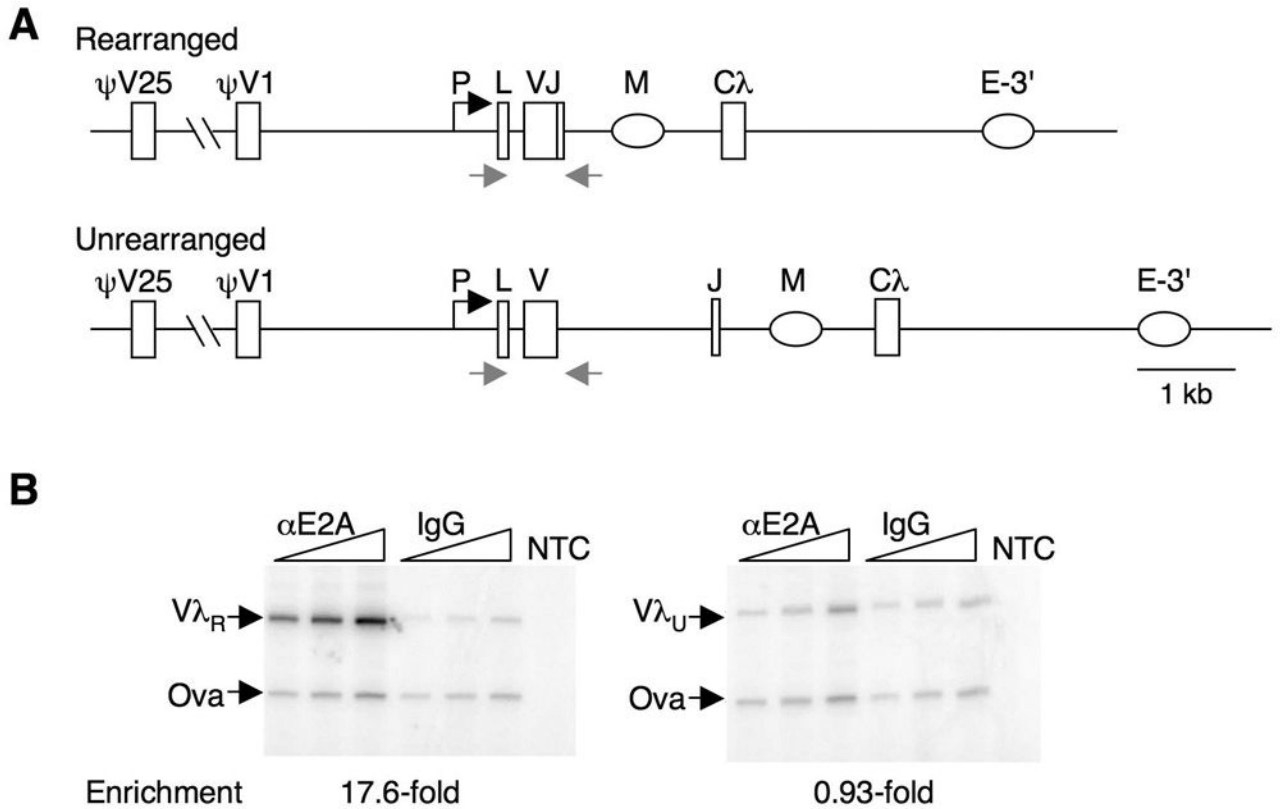 A
Rearranged
ψV25 ψV1 P L VJ M Cλ E-3'
Unrearranged
ψV25 ψV1 P L V J M Cλ E-3'
1 kb
B
αE2A IgG NTC αE2A IgG NTC
VλR VλU
Ova Ova
Enrichment 17.6-fold 0.93-fold